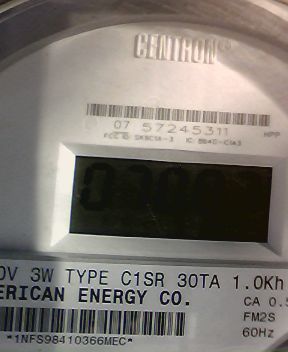 CENTRON®
07 57245311 HPP
0V 3W TYPE C1SR 30TA 1.0Kh
ERICAN ENERGY CO. CA 0.5
FM2S
*1NFS98410366MEC* 60Hz